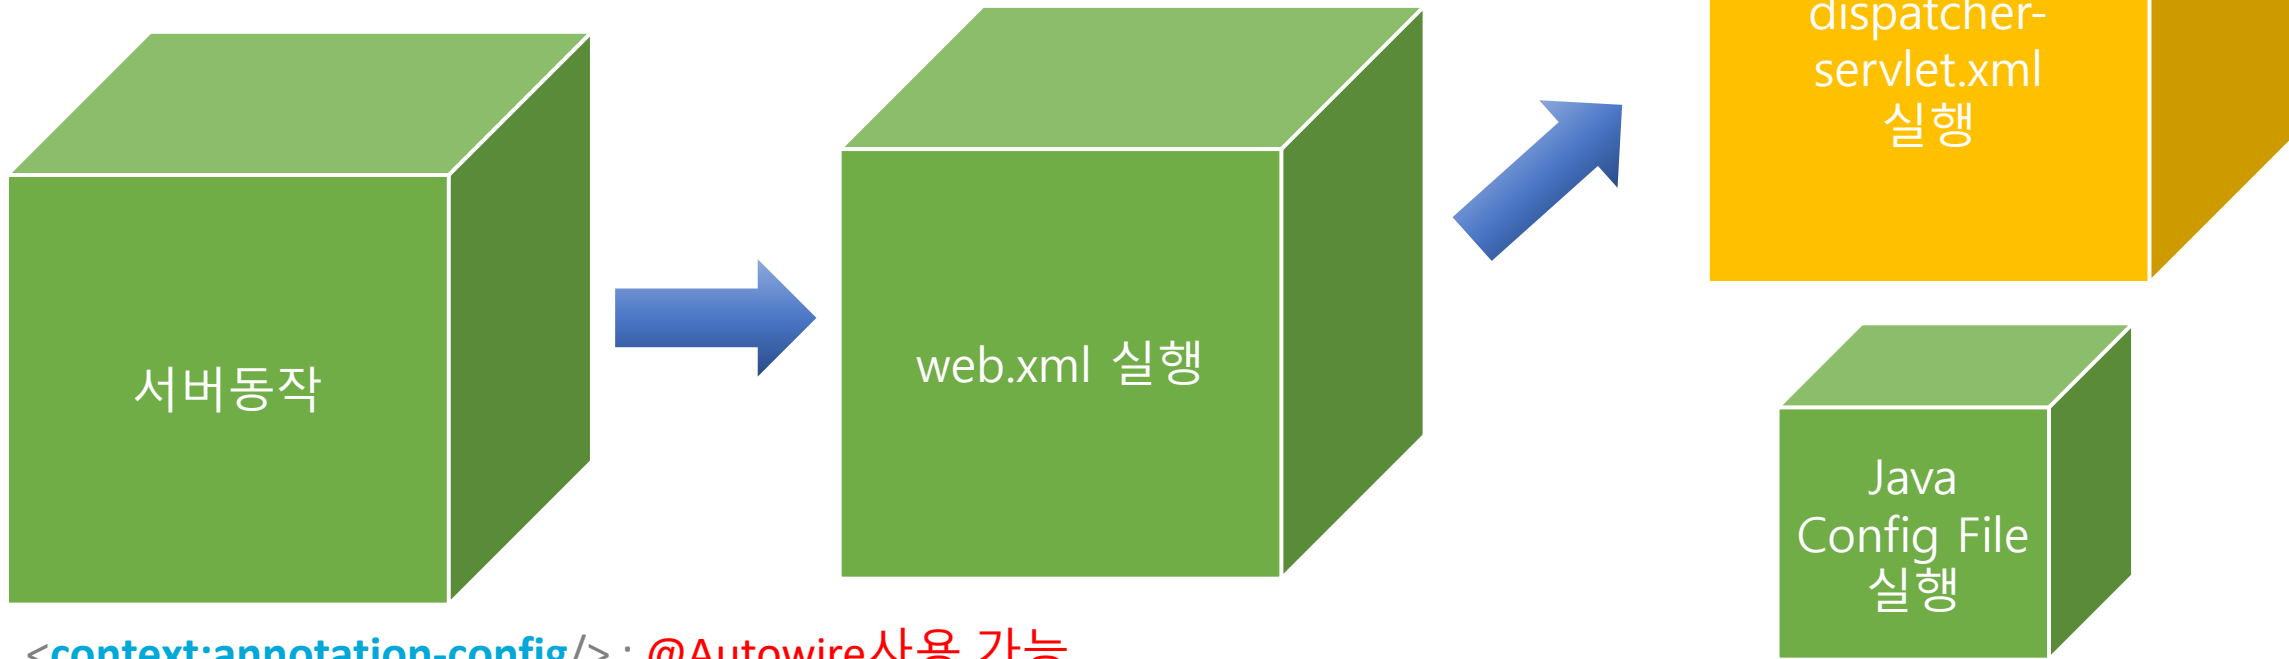 서버동작
web.xml 실행
dispatcher-
servlet.xml
실행
Java
Config File
실행
<context:annotation-config/> : @Autowire사용 가능